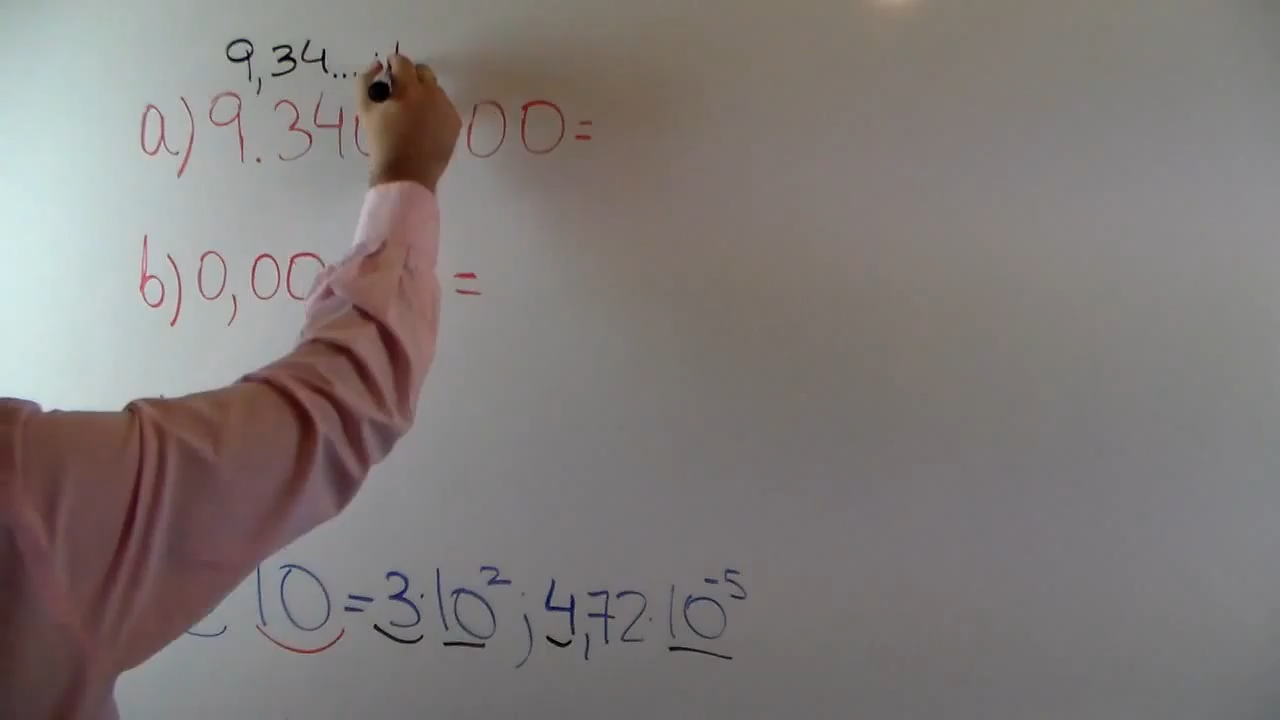 9,34...
a) 9.34 00=
b) 0,00 =
10 = 3·10² ; 4,72·10⁻⁵